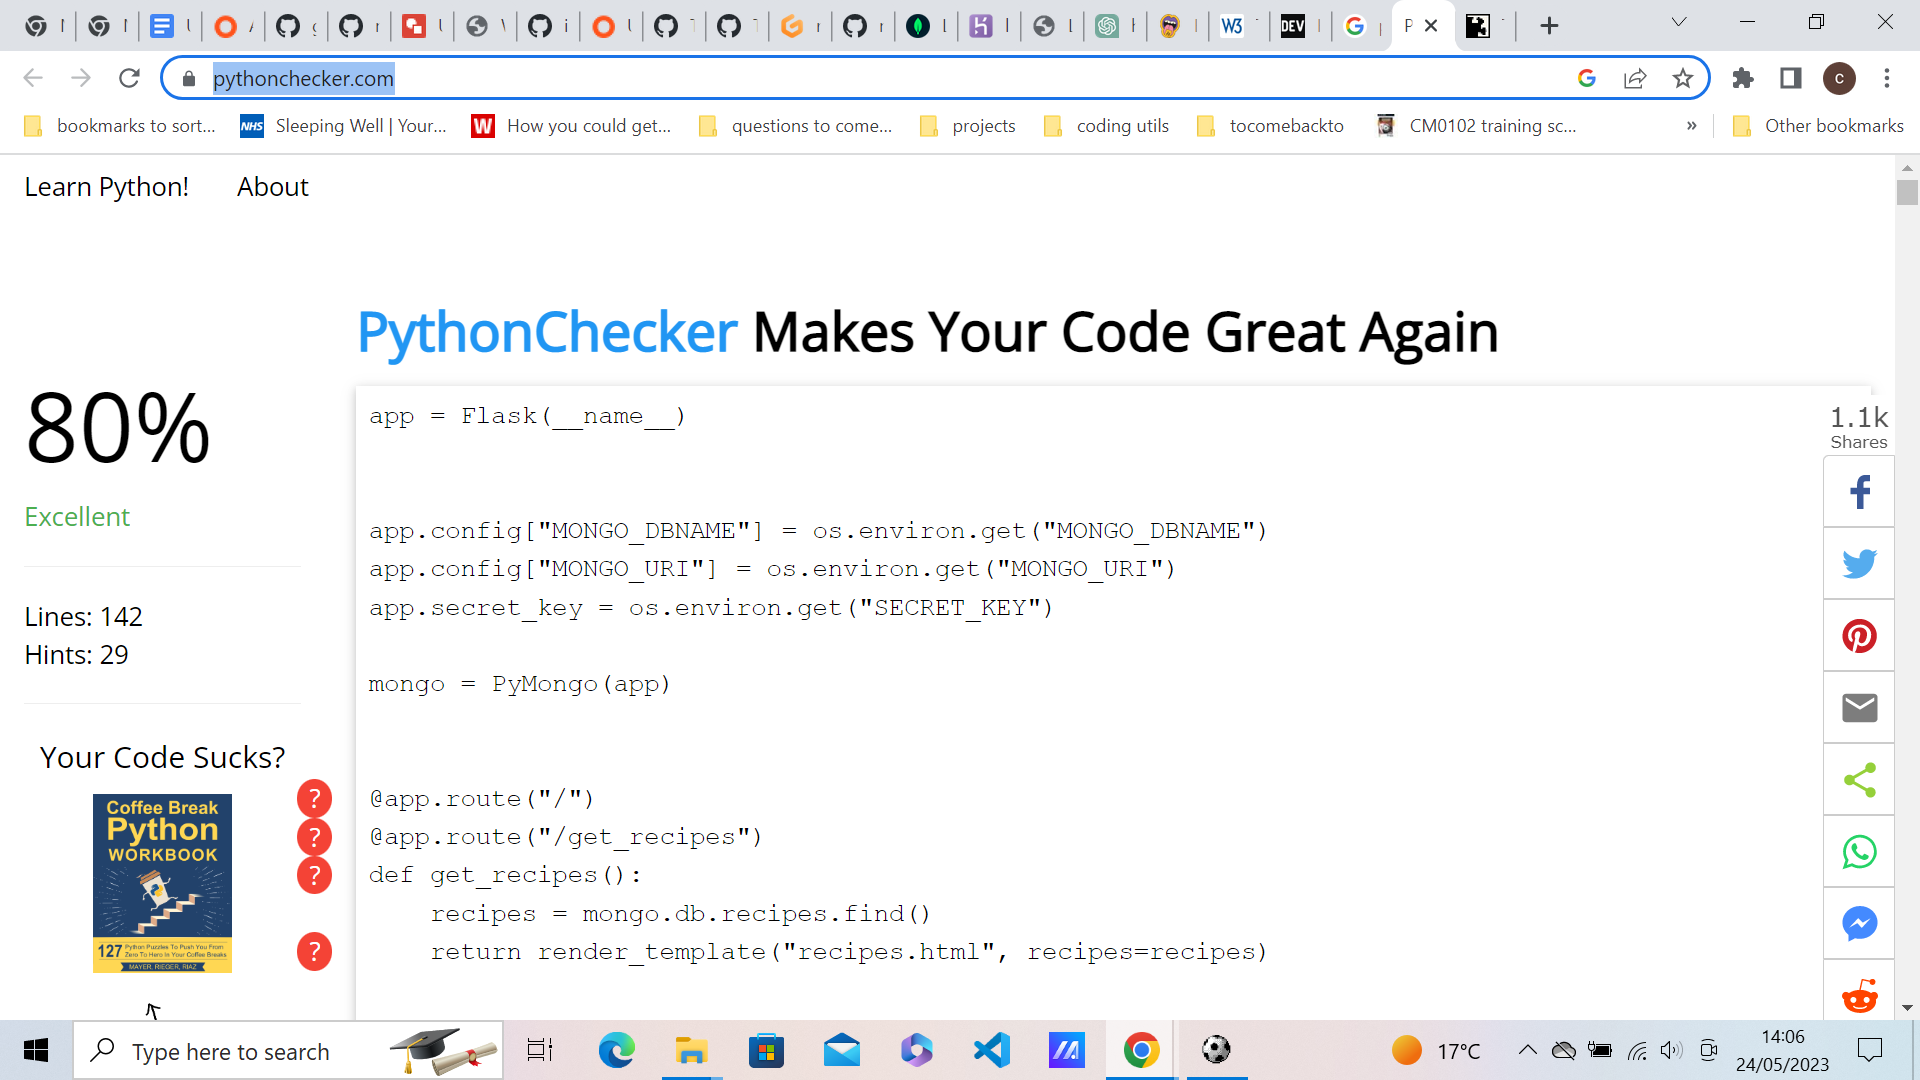 pythonchecker.com
bookmarks to sort...
NHS
Sleeping Well | Your...
W
How you could get...
questions to come...
projects
coding utils
tocomebackto
CM0102 training sc...
»
Other bookmarks
Learn Python!
About
PythonChecker Makes Your Code Great Again
80%
Excellent
Lines: 142
Hints: 29
Your Code Sucks?
Coffee Break
Python
WORKBOOK
127 Python Puzzles To Push You From
Zero To Hero in Your Coffee Breaks
MAYER, RIEGER, RIAZ
?
?
?
?
app = Flask(__name__)
app.config["MONGO_DBNAME"] = os.environ.get("MONGO_DBNAME")
app.config["MONGO_URI"] = os.environ.get("MONGO_URI")
app.secret_key = os.environ.get("SECRET_KEY")
mongo = PyMongo(app)
@app.route("/")
@app.route("/get_recipes")
def get_recipes():
recipes = mongo.db.recipes.find()
return render_template("recipes.html", recipes=recipes)
1.1k
Shares
Type here to search
17°C
14:06
24/05/2023
W3
DEV
P
c